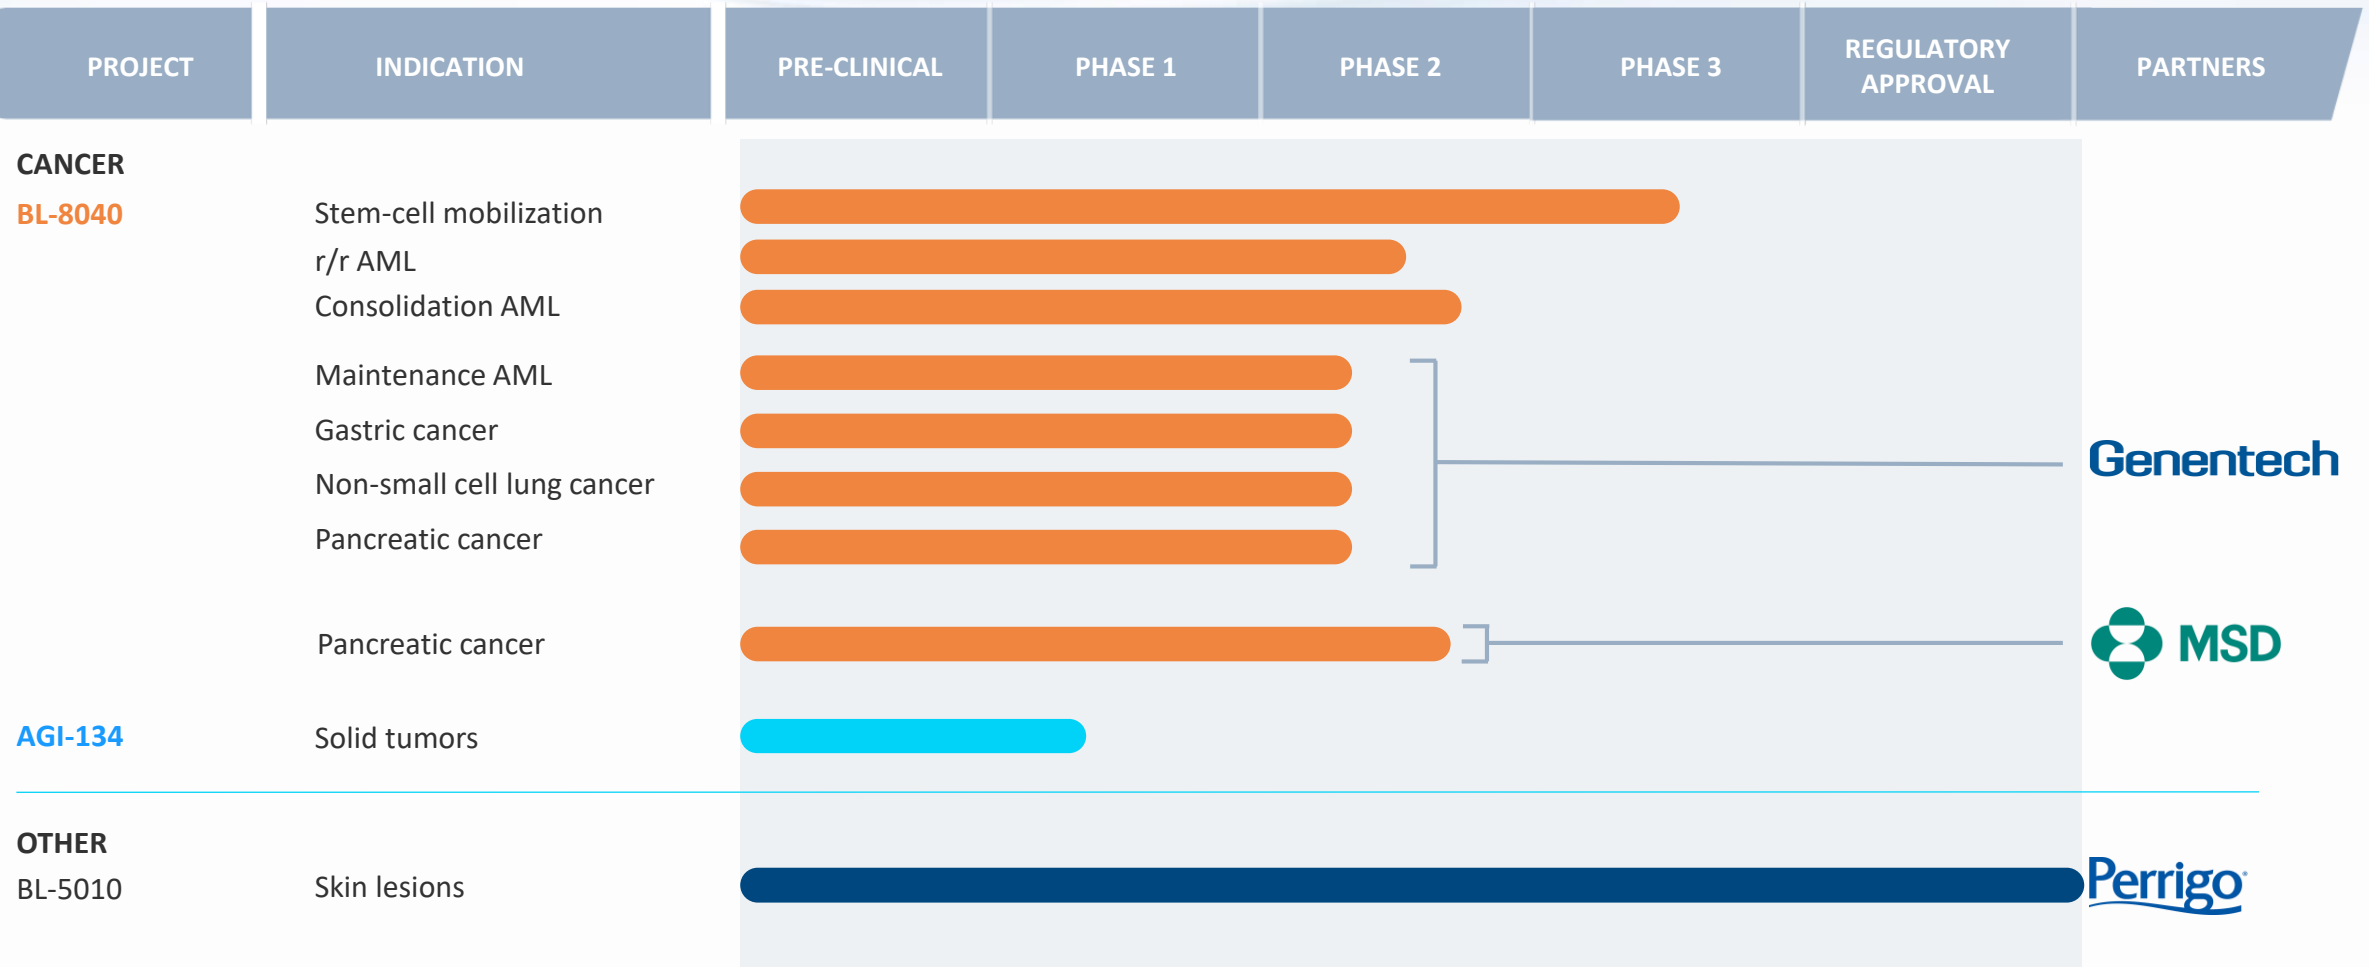 PROJECT
INDICATION
PRE-CLINICAL
PHASE 1
PHASE 2
PHASE 3
REGULATORY
APPROVAL
PARTNERS
CANCER
BL-8040
Stem-cell mobilization
r/r AML
Consolidation AML
Maintenance AML
Gastric cancer
Non-small cell lung cancer
Pancreatic cancer
Genentech
Pancreatic cancer
MSD
AGI-134
Solid tumors
OTHER
BL-5010
Skin lesions
Perrigo